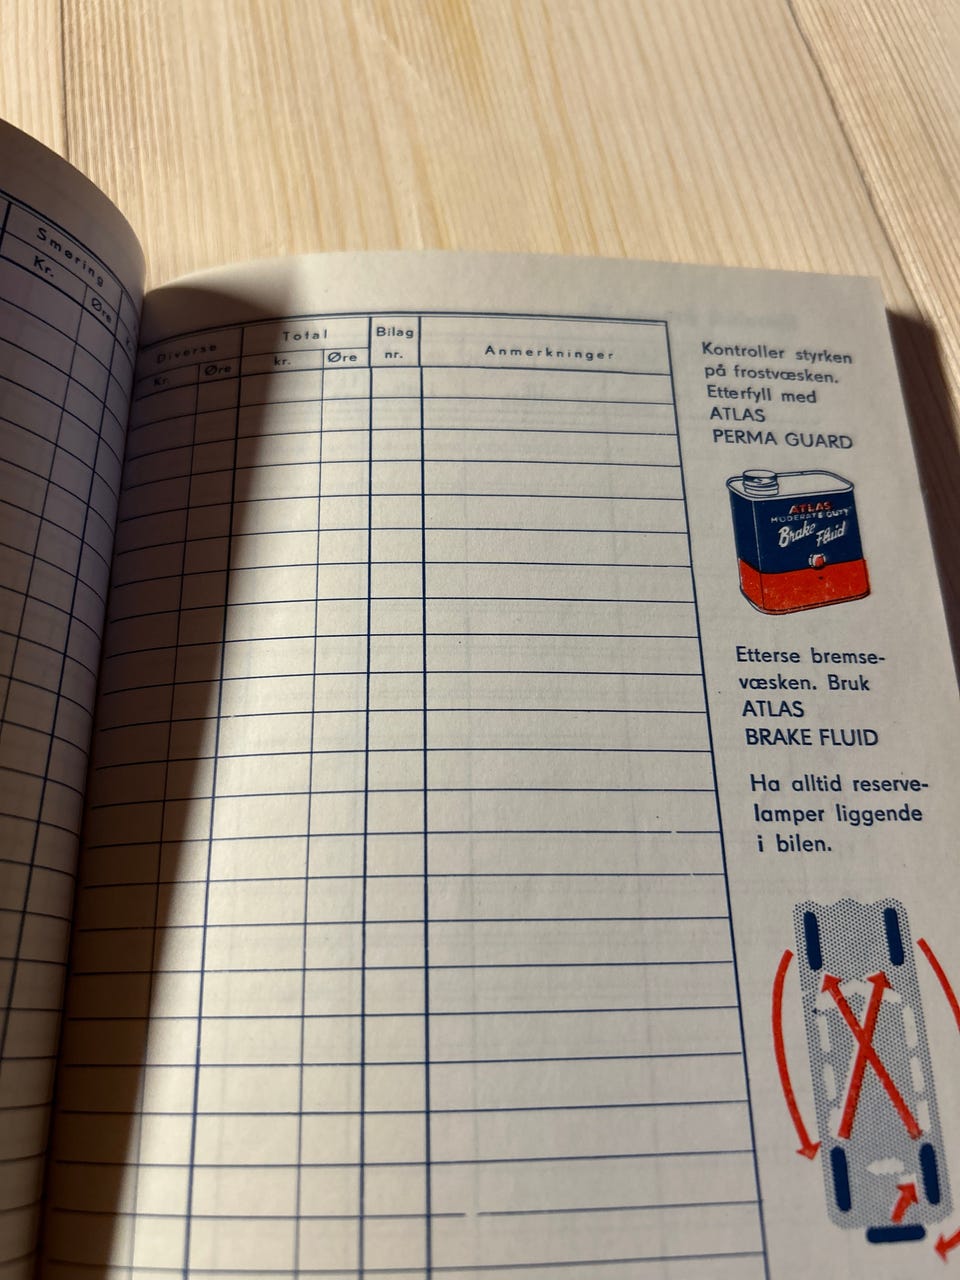 Smøring
Kr.
Øre
Diverse
Total
Bilag
nr.
Anmerkninger
Kr.
Øre
kr.
Øre
Kontroller styrken
på frostvæsken.
Etterfyll med
ATLAS
PERMA GUARD
ATLAS
MODERATE DUTY
Brake Fluid
Etterse bremse-
væsken. Bruk
ATLAS
BRAKE FLUID
Ha alltid reserve-
lamper liggende
i bilen.